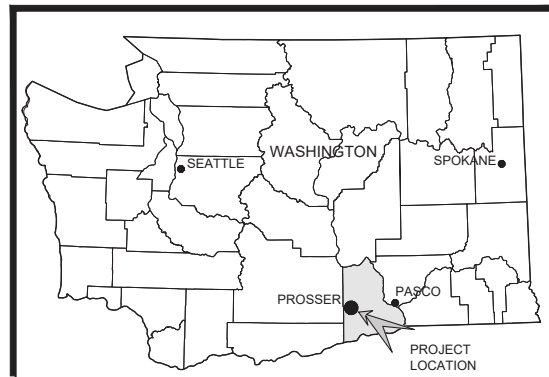 WASHINGTON
SPOKANE
SEATTLE
PROSSER
PASCO
PROJECT
LOCATION